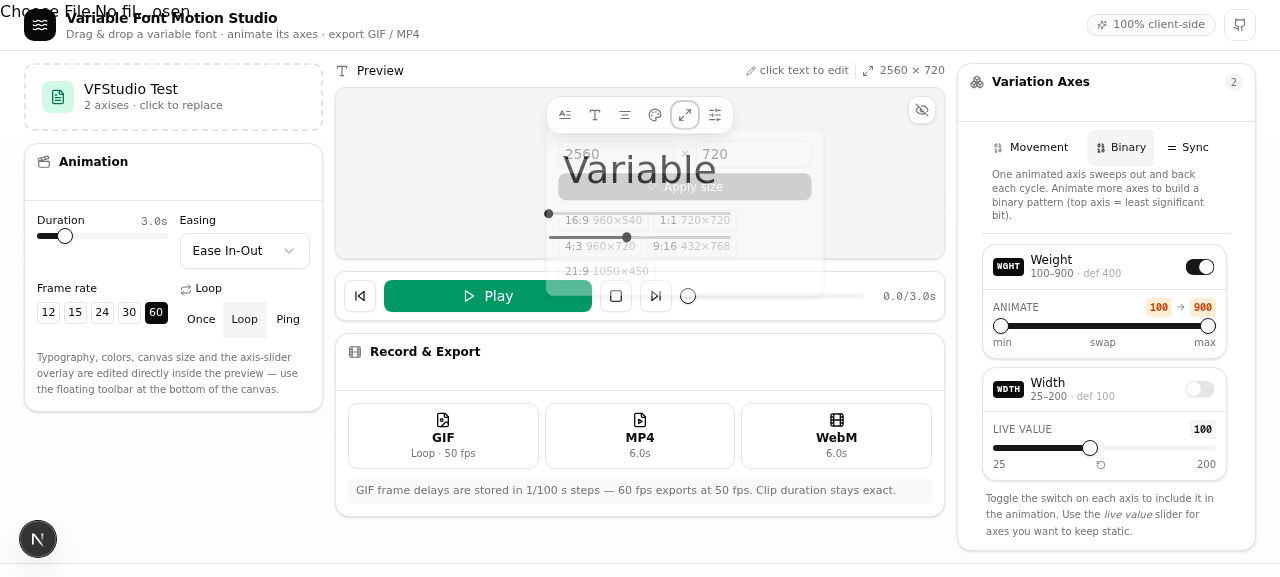 Choose File No fil...osen
Variable Font Motion Studio
Drag & drop a variable font · animate its axes · export GIF / MP4
100% client-side
VFStudio Test
2 axises · click to replace
Animation
Duration
3.0s
Easing
Ease In-Out
Frame rate
12
15
24
30
60
Loop
Once
Loop
Ping
Typography, colors, canvas size and the axis-slider
overlay are edited directly inside the preview — use
the floating toolbar at the bottom of the canvas.
Preview
click text to edit
2560 × 720
2560
×
720
Variable
Apply size
16:9 960×540
1:1 720×720
4:3 960×720
9:16 432×768
21:9 1050×450
Play
0.0/3.0s
Record & Export
GIF
Loop · 50 fps
MP4
6.0s
WebM
6.0s
GIF frame delays are stored in 1/100 s steps — 60 fps exports at 50 fps. Clip duration stays exact.
Variation Axes
2
Movement
Binary
Sync
One animated axis sweeps out and back
each cycle. Animate more axes to build a
binary pattern (top axis = least significant
bit).
WGHT
Weight
100–900 · def 400
ANIMATE
100 → 900
min
swap
max
WDTH
Width
25–200 · def 100
LIVE VALUE
100
25
200
Toggle the switch on each axis to include it in
the animation. Use the live value slider for
axes you want to keep static.
N